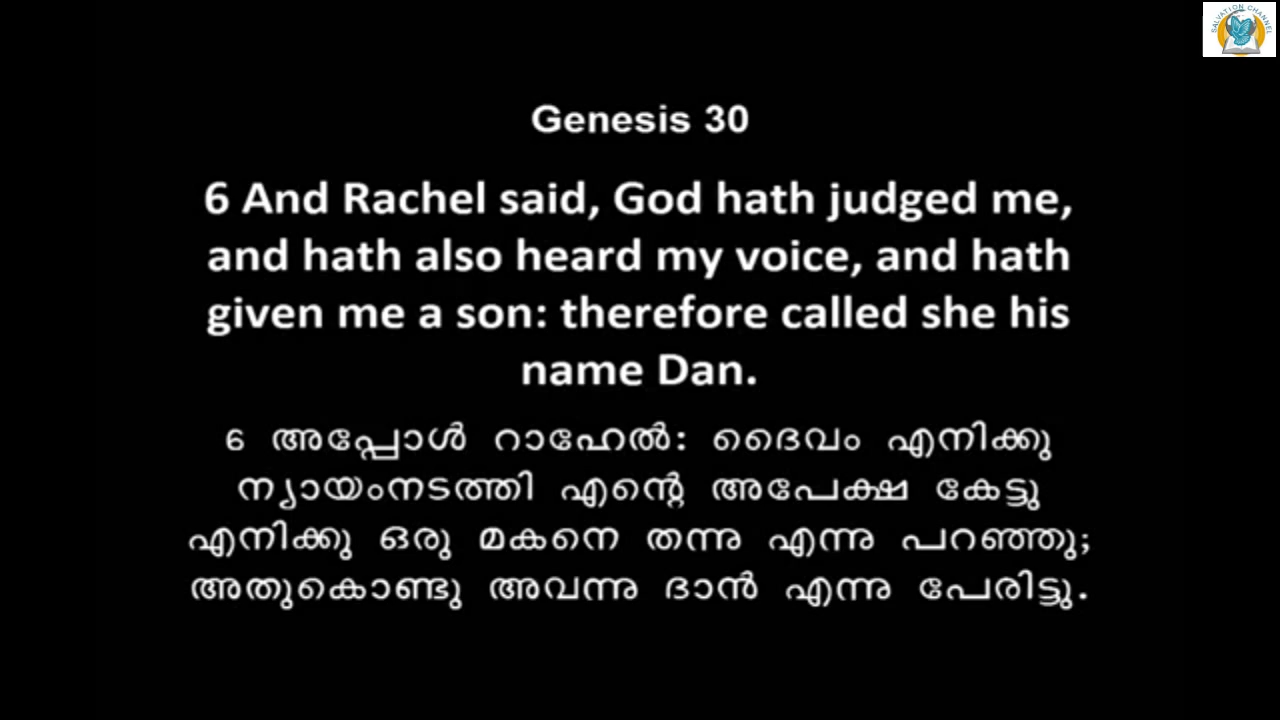 SALVATION CHANNEL
Genesis 30
6 And Rachel said, God hath judged me,
and hath also heard my voice, and hath
given me a son: therefore called she his
name Dan.
6 അപ്പോൾ റാഹേൽ: ദൈവം എനിക്കു
ന്യായംനടത്തി എന്റെ അപേക്ഷ കേട്ടു
എനിക്കു ഒരു മകനെ തന്നു എന്നു പറഞ്ഞു;
അതുകൊണ്ടു അവന്നു ദാൻ എന്നു പേരിട്ടു.